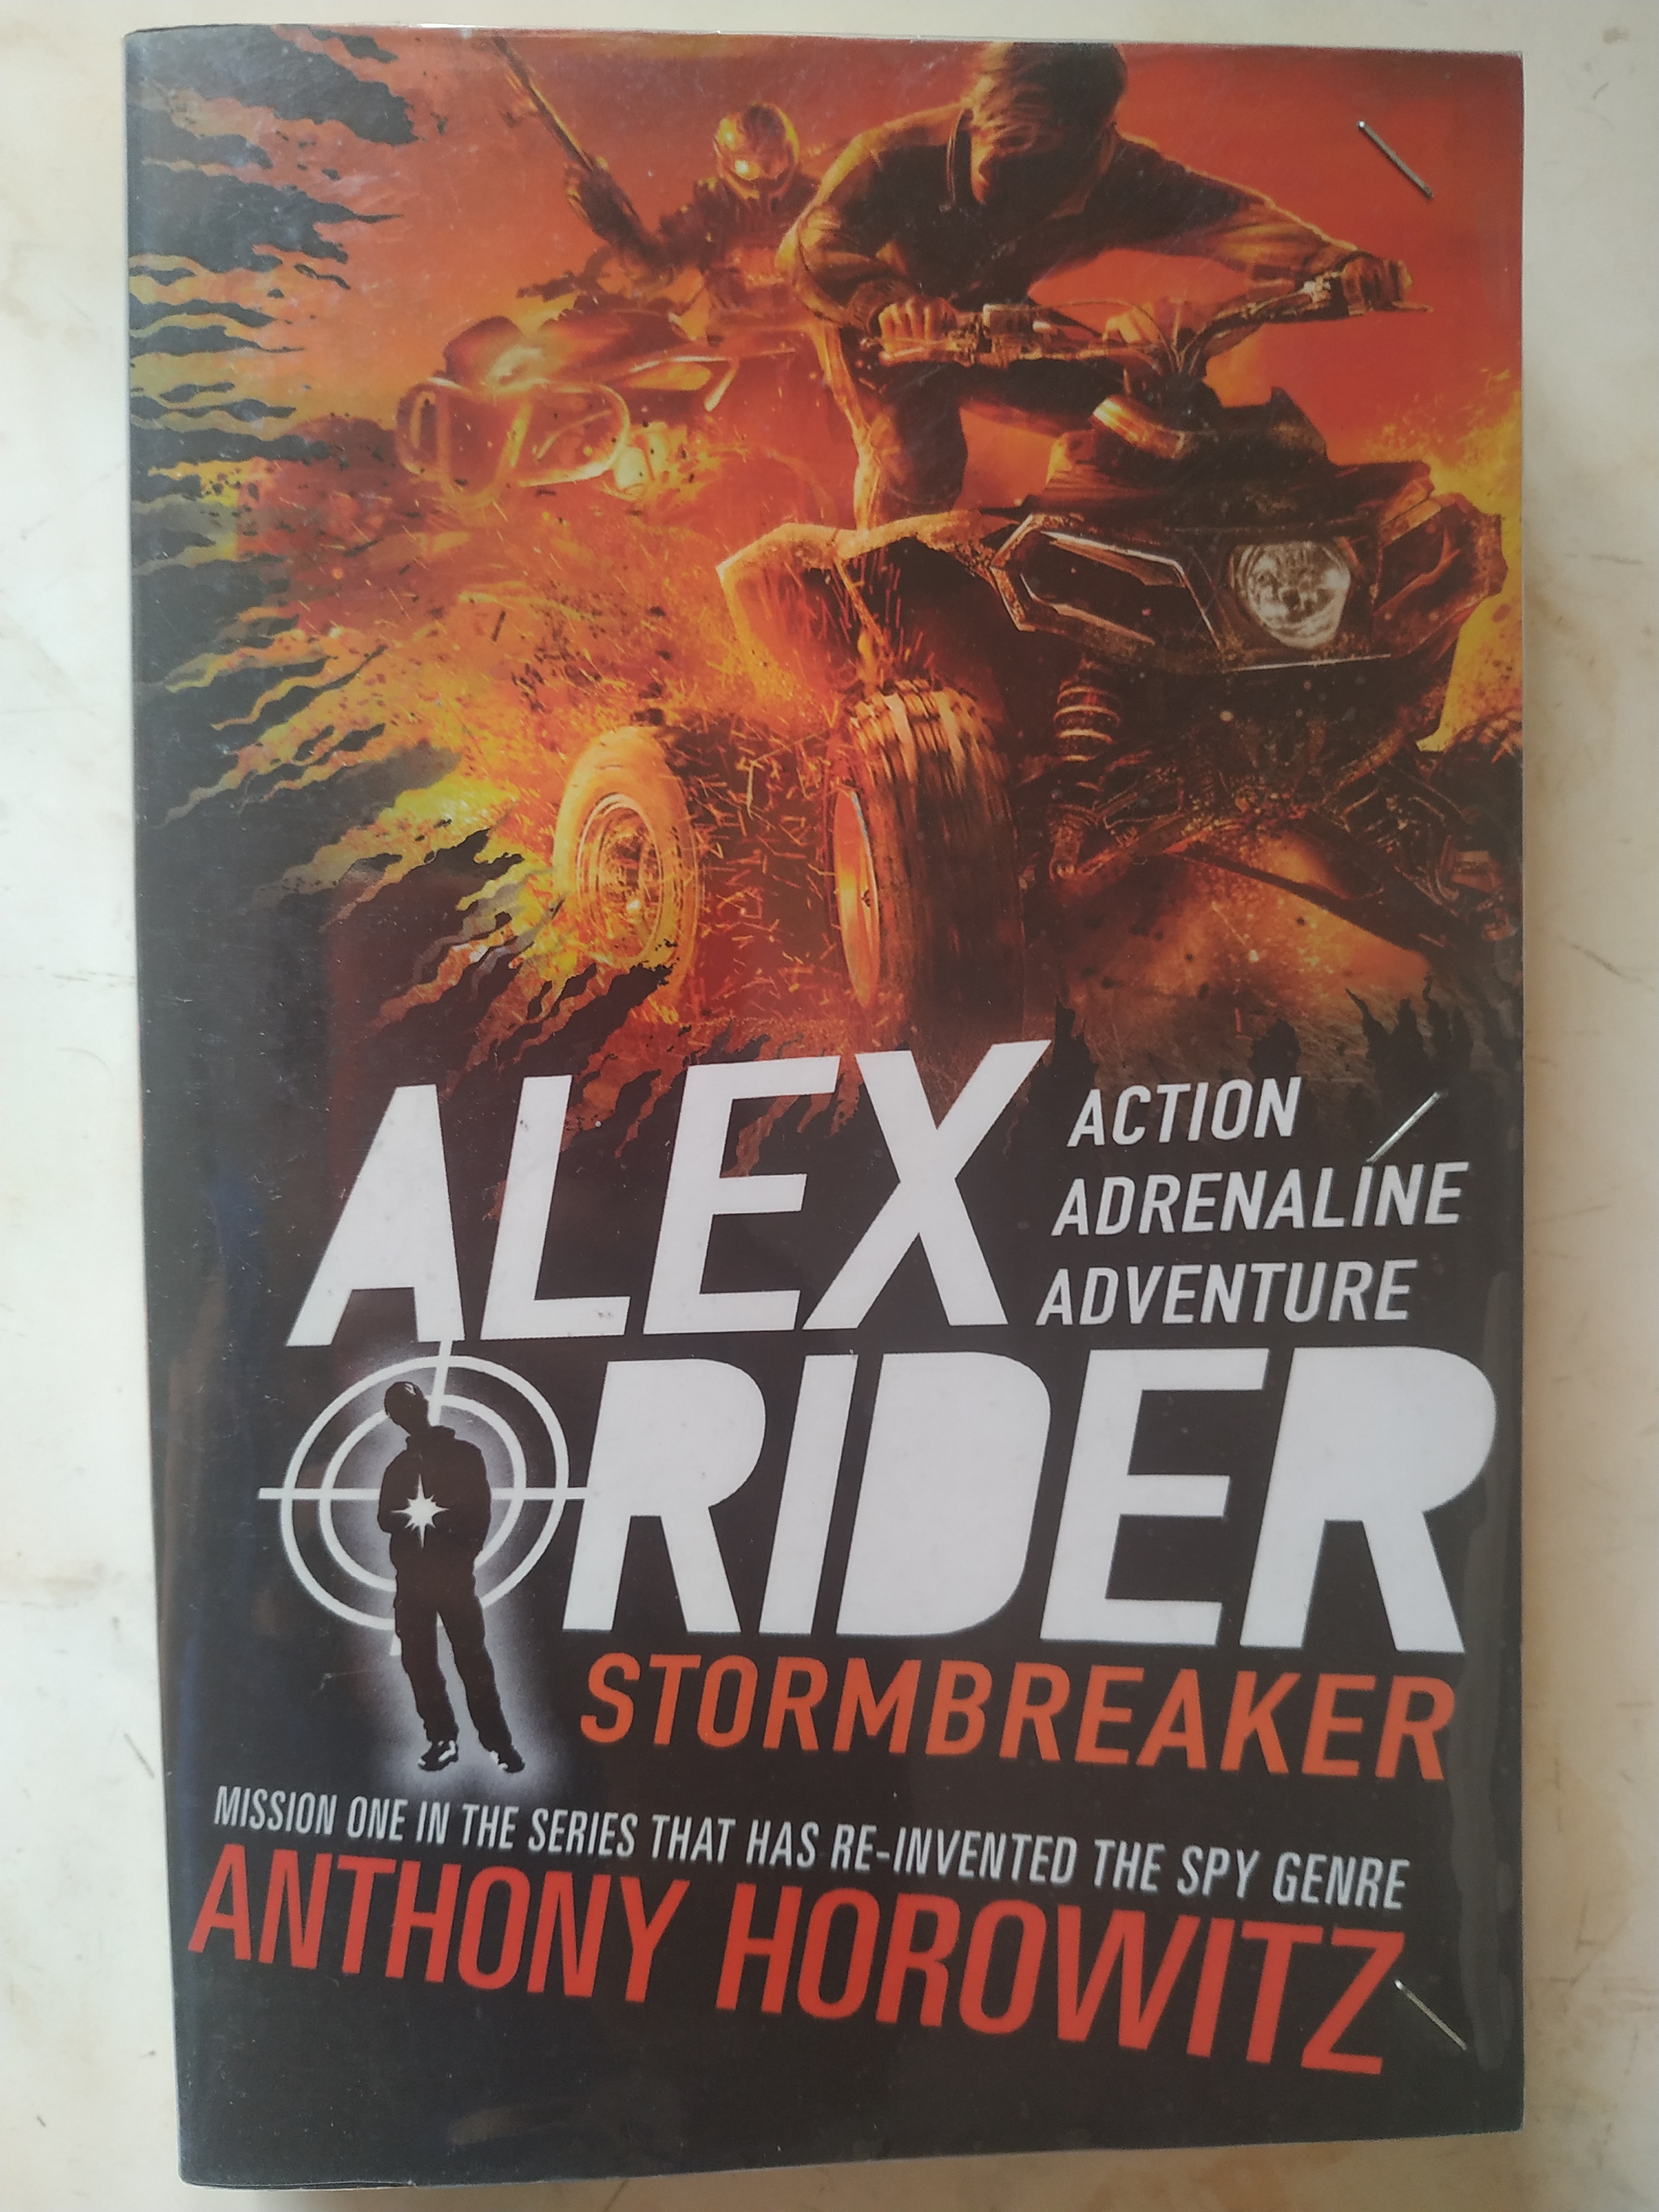 ALEX
ACTION
ADRENALINE
ADVENTURE
RIDER
STORMBREAKER
MISSION ONE IN THE SERIES THAT HAS RE-INVENTED THE SPY GENRE
ANTHONY HOROWITZ